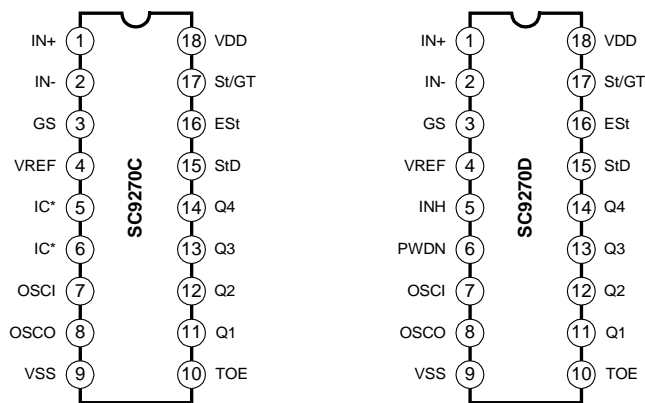 IN+ 1 18 VDD
IN- 2 17 St/GT
GS 3 16 ESt
VREF 4 15 StD
IC* 5 14 Q4
IC* 6 13 Q3
OSCI 7 12 Q2
OSCO 8 11 Q1
VSS 9 10 TOE
SC9270C
IN+ 1 18 VDD
IN- 2 17 St/GT
GS 3 16 ESt
VREF 4 15 StD
INH 5 14 Q4
PWDN 6 13 Q3
OSCI 7 12 Q2
OSCO 8 11 Q1
VSS 9 10 TOE
SC9270D